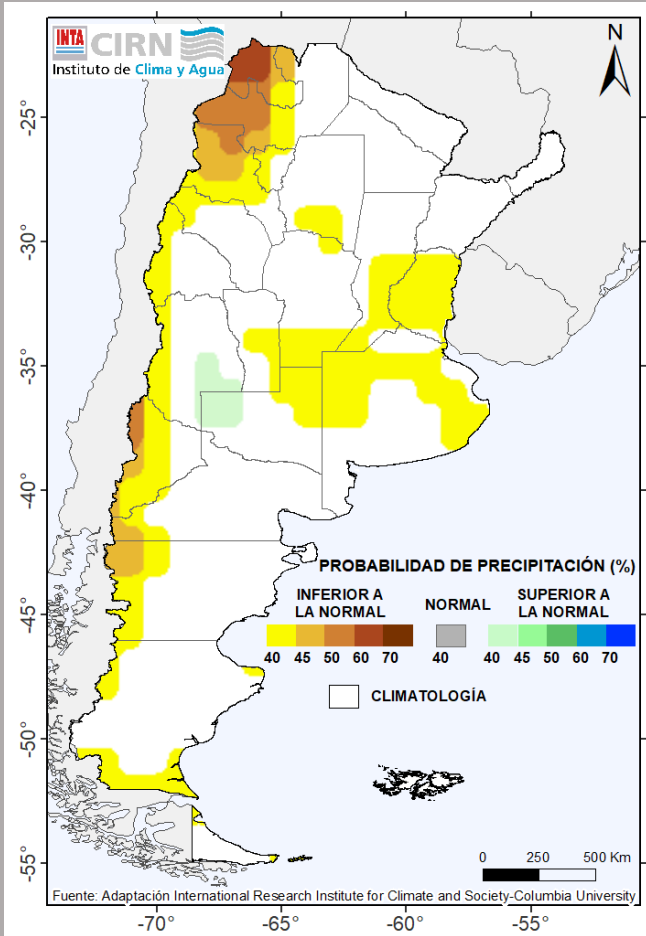 INTA CIRN
Instituto de Clima y Agua
N
-25°
-30°
-35°
-40°
-45°
-50°
-55°
PROBABILIDAD DE PRECIPITACIÓN (%)
INFERIOR A
LA NORMAL
NORMAL
SUPERIOR A
LA NORMAL
40 45 50 60 70
40
40 45 50 60 70
CLIMATOLOGÍA
0 250 500 Km
Fuente: Adaptación International Research Institute for Climate and Society-Columbia University
-70° -65° -60° -55°